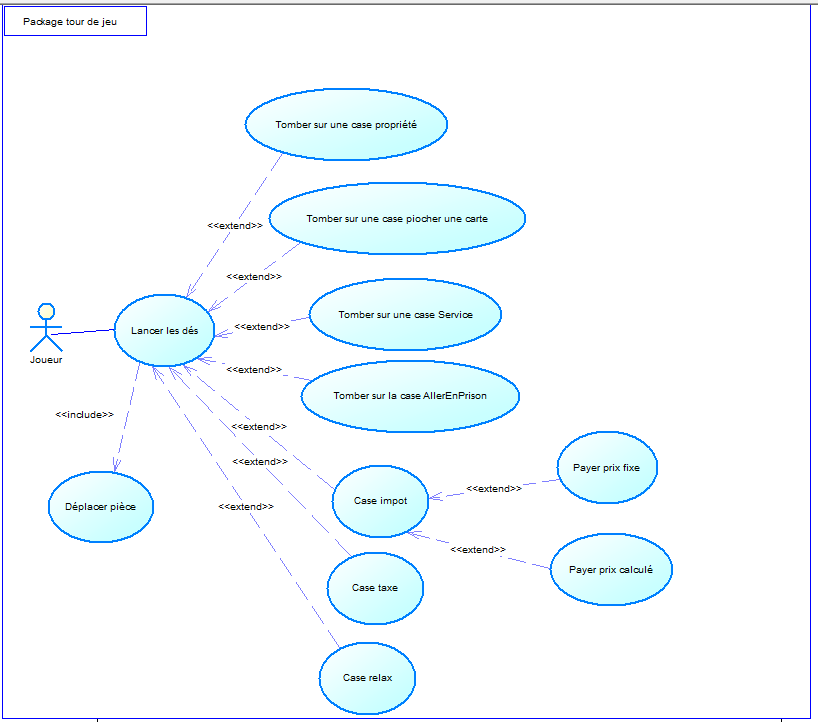 Package tour de jeu
Tomber sur une case propriété
<<extend>>
Tomber sur une case piocher une carte
<<extend>>
Tomber sur une case Service
<<extend>>
Lancer les dés
Joueur
<<extend>>
Tomber sur la case AllerEnPrison
<<include>>
<<extend>>
<<extend>>
Payer prix fixe
<<extend>>
Case impot
<<extend>>
Déplacer pièce
<<extend>>
Payer prix calculé
Case taxe
Case relax